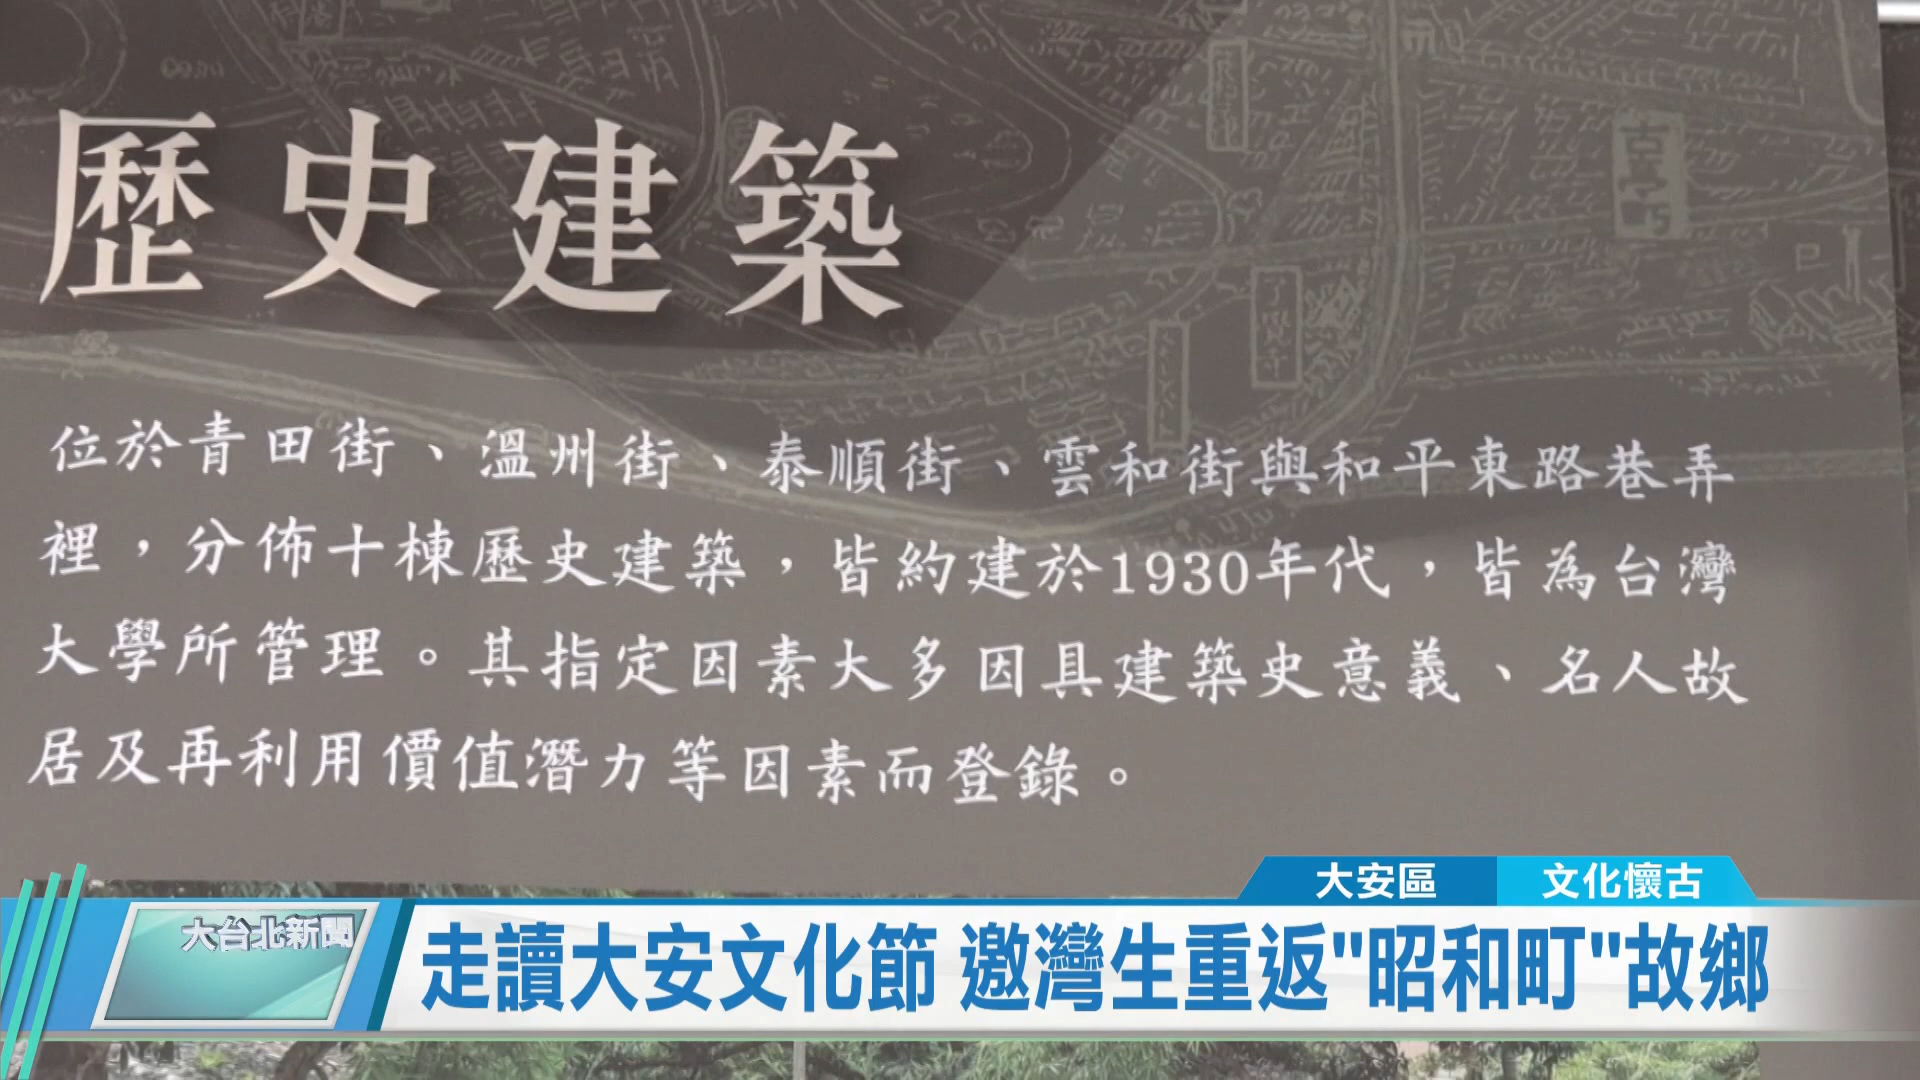 歷史建築
位於青田街、溫州街、泰順街、雲和街與和平東路巷弄
裡，分佈十棟歷史建築，皆約建於1930年代，皆為台灣
大學所管理。其指定因素大多因具建築史意義、名人故
居及再利用價值潛力等因素而登錄。
大安區 文化懷古
大台北新聞
走讀大安文化節 邀灣生重返"昭和町"故鄉